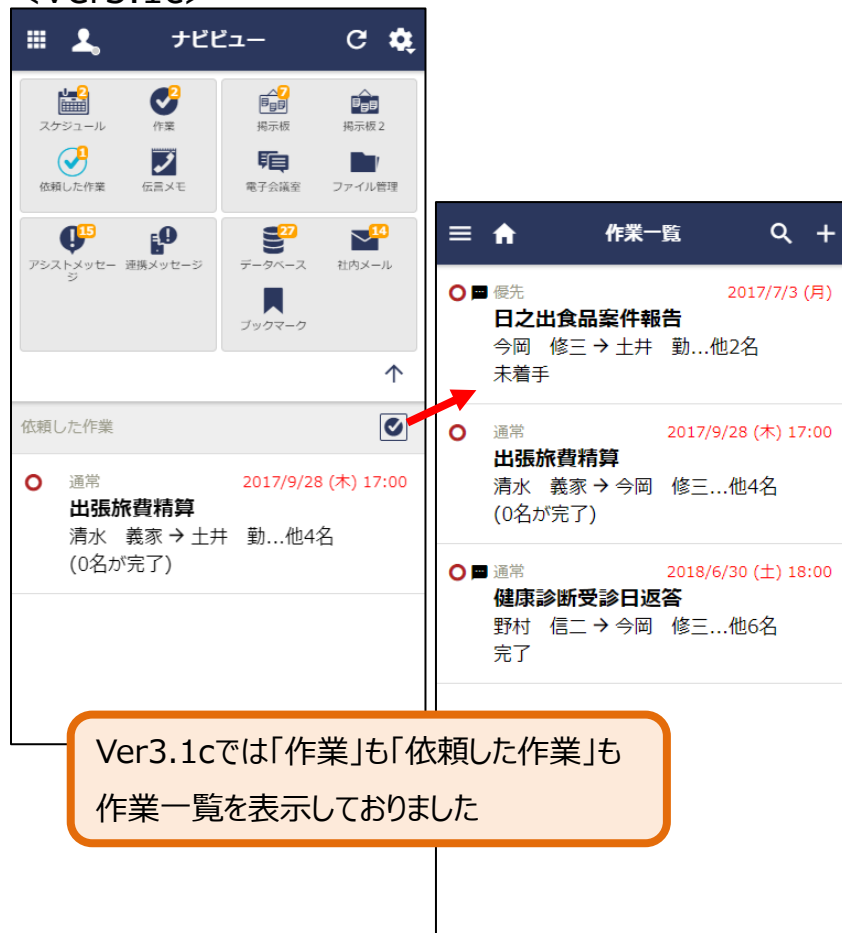 <Ver3.1c>
ナビビュー
2
2
7
スケジュール
作業
掲示板
掲示板2
1
依頼した作業
伝言メモ
電子会議室
ファイル管理
15
27
14
アシストメッセー
ジ
連携メッセージ
データベース
社内メール
ブックマーク
依頼した作業
通常
2017/9/28 (木) 17:00
出張旅費精算
清水　義家 → 土井　勤...他4名
(0名が完了)
作業一覧
優先
2017/7/3 (月)
日之出食品案件報告
今岡　修三 → 土井　勤...他2名
未着手
通常
2017/9/28 (木) 17:00
出張旅費精算
清水　義家 → 今岡　修三...他4名
(0名が完了)
通常
2018/6/30 (土) 18:00
健康診断受診日返答
野村　信二 → 今岡　修三...他6名
完了
Ver3.1cでは「作業」も「依頼した作業」も
作業一覧を表示しておりました